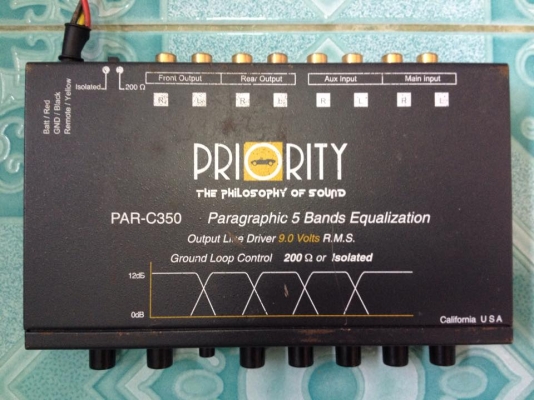 Isolated
200 Ω
Batt / Red
GND / Black
Remote / Yellow
Front Output
Rear Output
Aux Input
Main Input
R
L
R
PRIORITY
THE PHILOSOPHY OF SOUND
PAR-C350 Paragraphic 5 Bands Equalization
Output Line Driver 9.0 Volts R.M.S.
Ground Loop Control 200 Ω or Isolated
12dB
0dB
California U S A